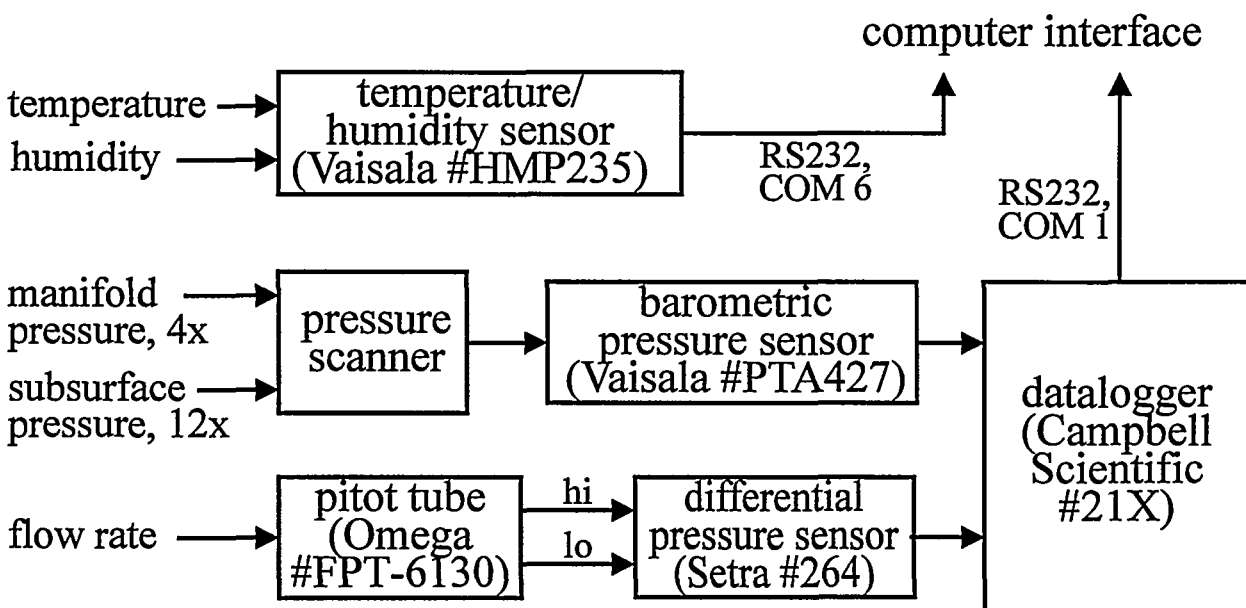 computer interface
temperature
humidity
temperature/
humidity sensor
(Vaisala #HMP235)
RS232,
COM 6
RS232,
COM 1
manifold
pressure, 4x
subsurface
pressure, 12x
pressure
scanner
barometric
pressure sensor
(Vaisala #PTA427)
datalogger
(Campbell
Scientific
#21X)
flow rate
pitot tube
(Omega
#FPT-6130)
hi
lo
differential
pressure sensor
(Setra #264)